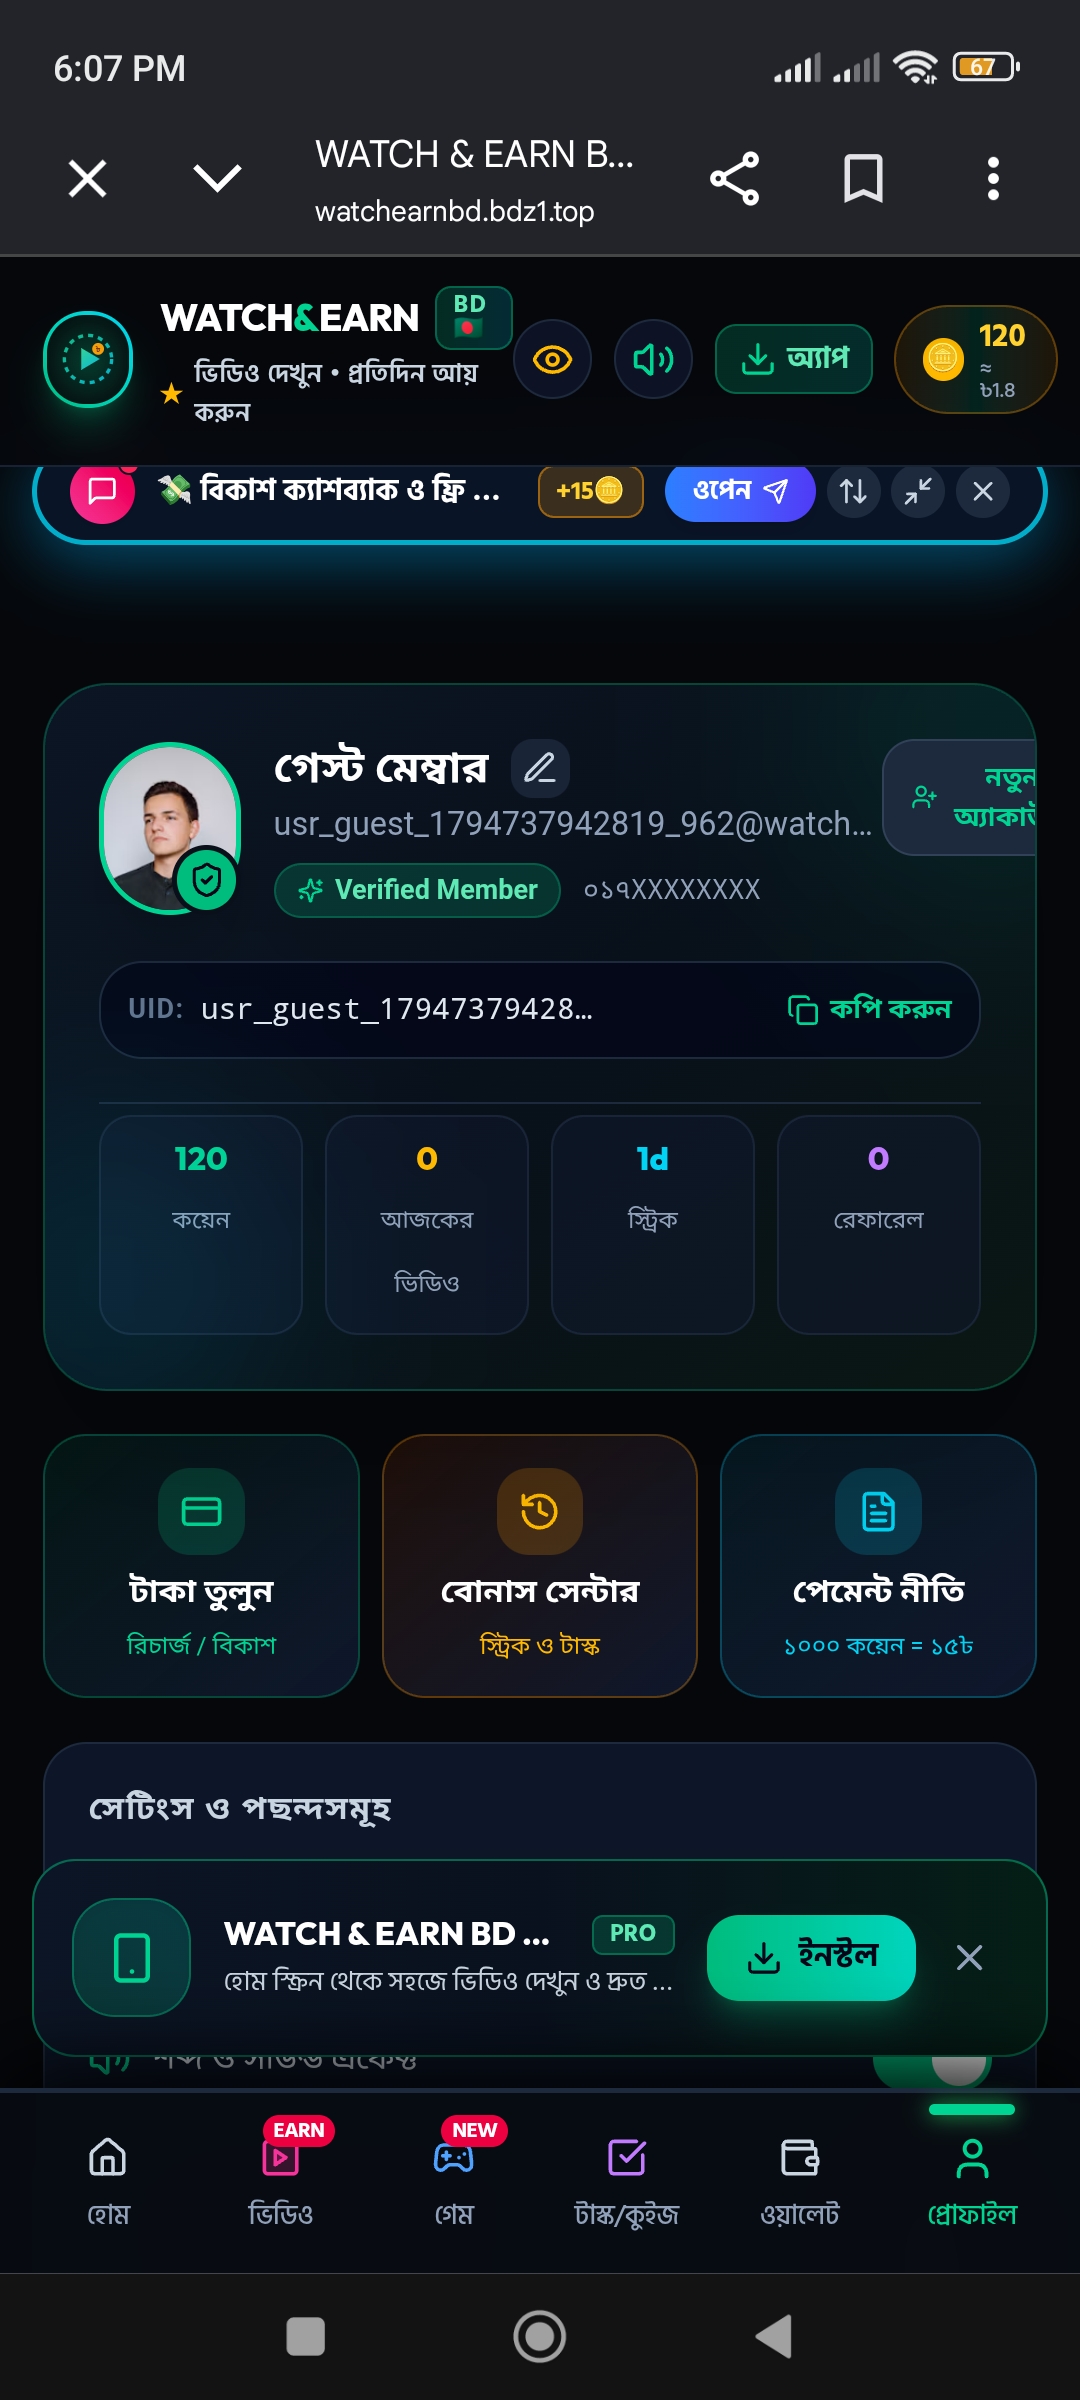 6:07 PM
67
WATCH & EARN B...
watchearnbd.bdz1.top
WATCH&EARN
BD
ভিডিও দেখুন • প্রতিদিন আয়
করুন
অ্যাপ
120
≈
৳1.8
বিকাশ ক্যাশব্যাক ও ফ্রি ...
+15
ওপেন
গেস্ট মেম্বার
নতুন
usr_guest_1794737942819_962@watch...
Verified Member
০১৭XXXXXXXX
UID: usr_guest_17947379428...
কপি করুন
120
0
1d
0
কয়েন
আজকের
স্ট্রিক
রেফারেল
ভিডিও
টাকা তুলুন
বোনাস সেন্টার
পেমেন্ট নীতি
রিচার্জ / বিকাশ
স্ট্রিক ও টাস্ক
১০০০ কয়েন = ১৫৳
সেটিংস ও পছন্দসমূহ
WATCH & EARN BD ...
PRO
হোম স্ক্রিন থেকে সহজে ভিডিও দেখুন ও দ্রুত ...
ইনস্টল
EARN
NEW
হোম
ভিডিও
গেম
টাস্ক/কুইজ
ওয়ালেট
প্রোফাইল